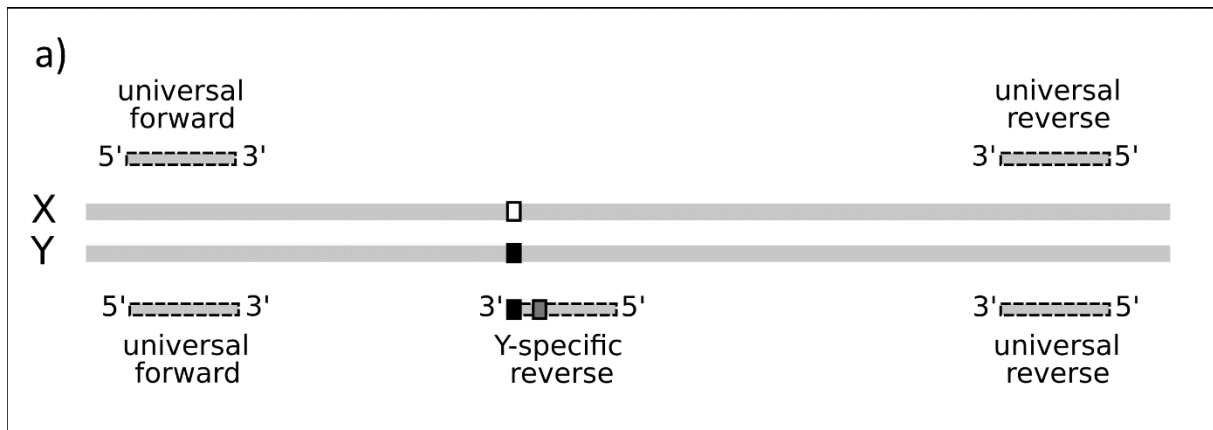 a)
universal
forward
universal
reverse
5' 3'
3' 5'
X
Y
5' 3'
3' 5'
3' 5'
universal
forward
Y-specific
reverse
universal
reverse